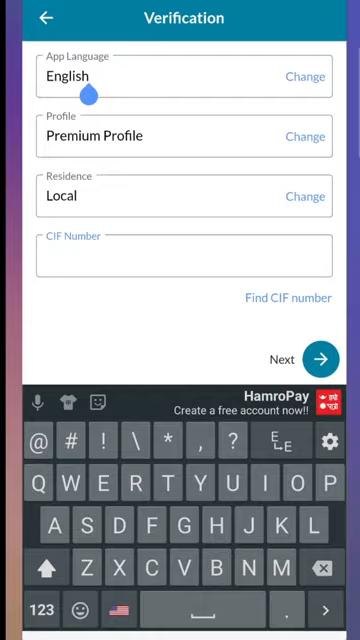 Verification
App Language
English
Change
Profile
Premium Profile
Change
Residence
Local
Change
CIF Number
Find CIF number
Next
HamroPay
Create a free account now!!
@ # ! \ * , ?
Q W E R T Y U I O P
A S D F G H J K L
Z X C V B N M
123 .